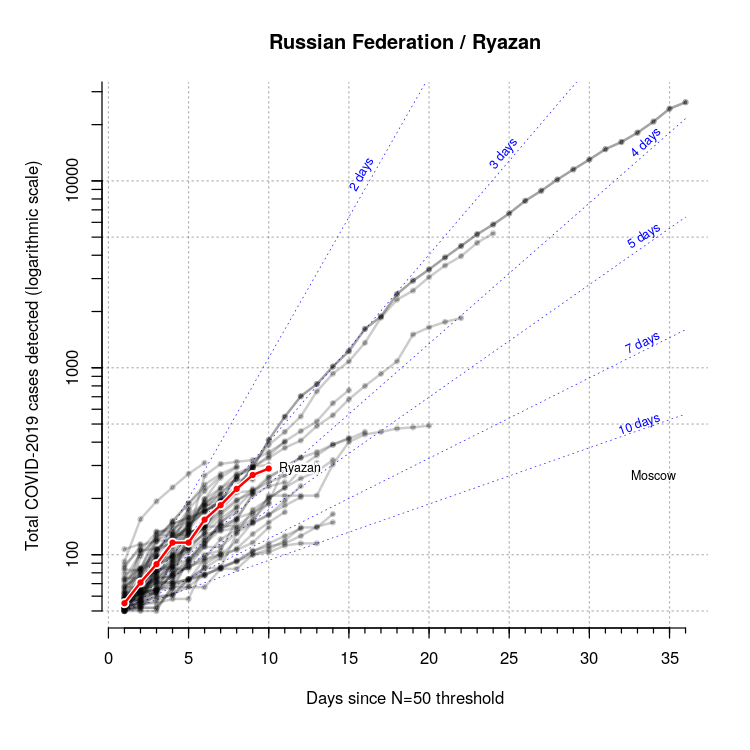 Russian Federation / Ryazan
Total COVID-2019 cases detected (logarithmic scale)
10000
1000
100
2 days
3 days
4 days
5 days
7 days
10 days
Ryazan
Moscow
0 5 10 15 20 25 30 35
Days since N=50 threshold